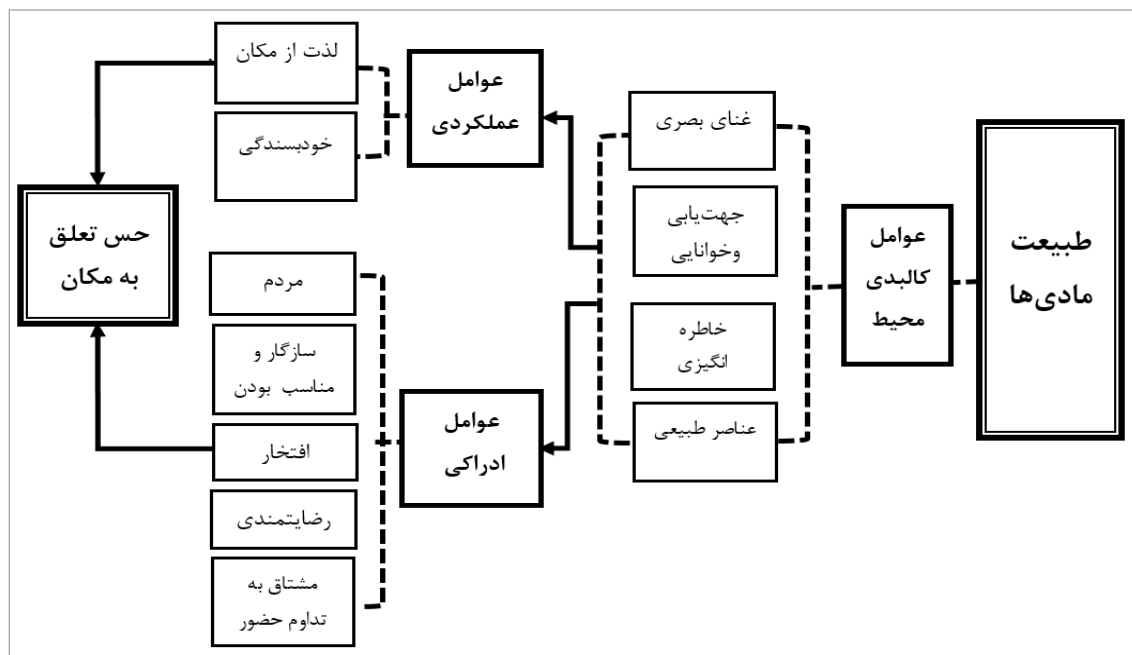 طبیعت
مادی‌ها
عوامل
کالبدی
محیط
غنای بصری
جهت‌یابی
وخوانایی
خاطره
انگیزی
عناصر طبیعی
عوامل
عملکردی
لذت از مکان
خودبسندگی
عوامل
ادراکی
مردم
سازگار و
مناسب بودن
افتخار
رضایتمندی
مشتاق به
تداوم حضور
حس تعلق
به مکان